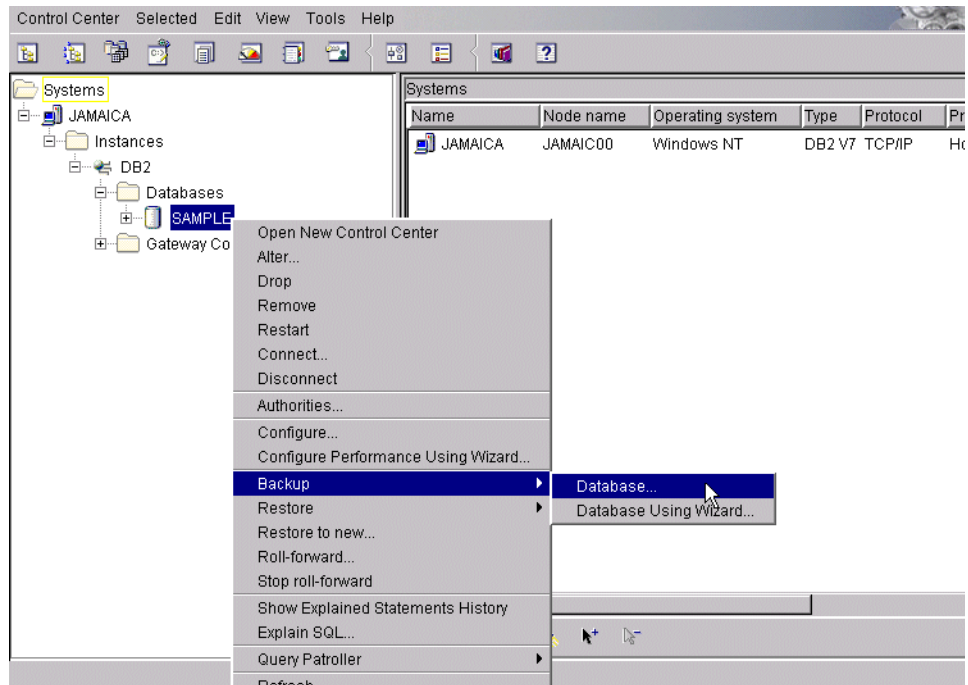 Control Center Selected Edit View Tools Help
Systems
JAMAICA
Instances
DB2
Databases
SAMPLE
Gateway Co
Systems
Name Node name Operating system Type Protocol Pr
JAMAICA JAMAIC00 Windows NT DB2 V7 TCP/IP Ho
Open New Control Center
Alter...
Drop
Remove
Restart
Connect...
Disconnect
Authorities...
Configure...
Configure Performance Using Wizard...
Backup
Restore
Restore to new...
Roll-forward...
Stop roll-forward
Show Explained Statements History
Explain SQL...
Query Patroller
Refresh
Database...
Database Using Wizard...